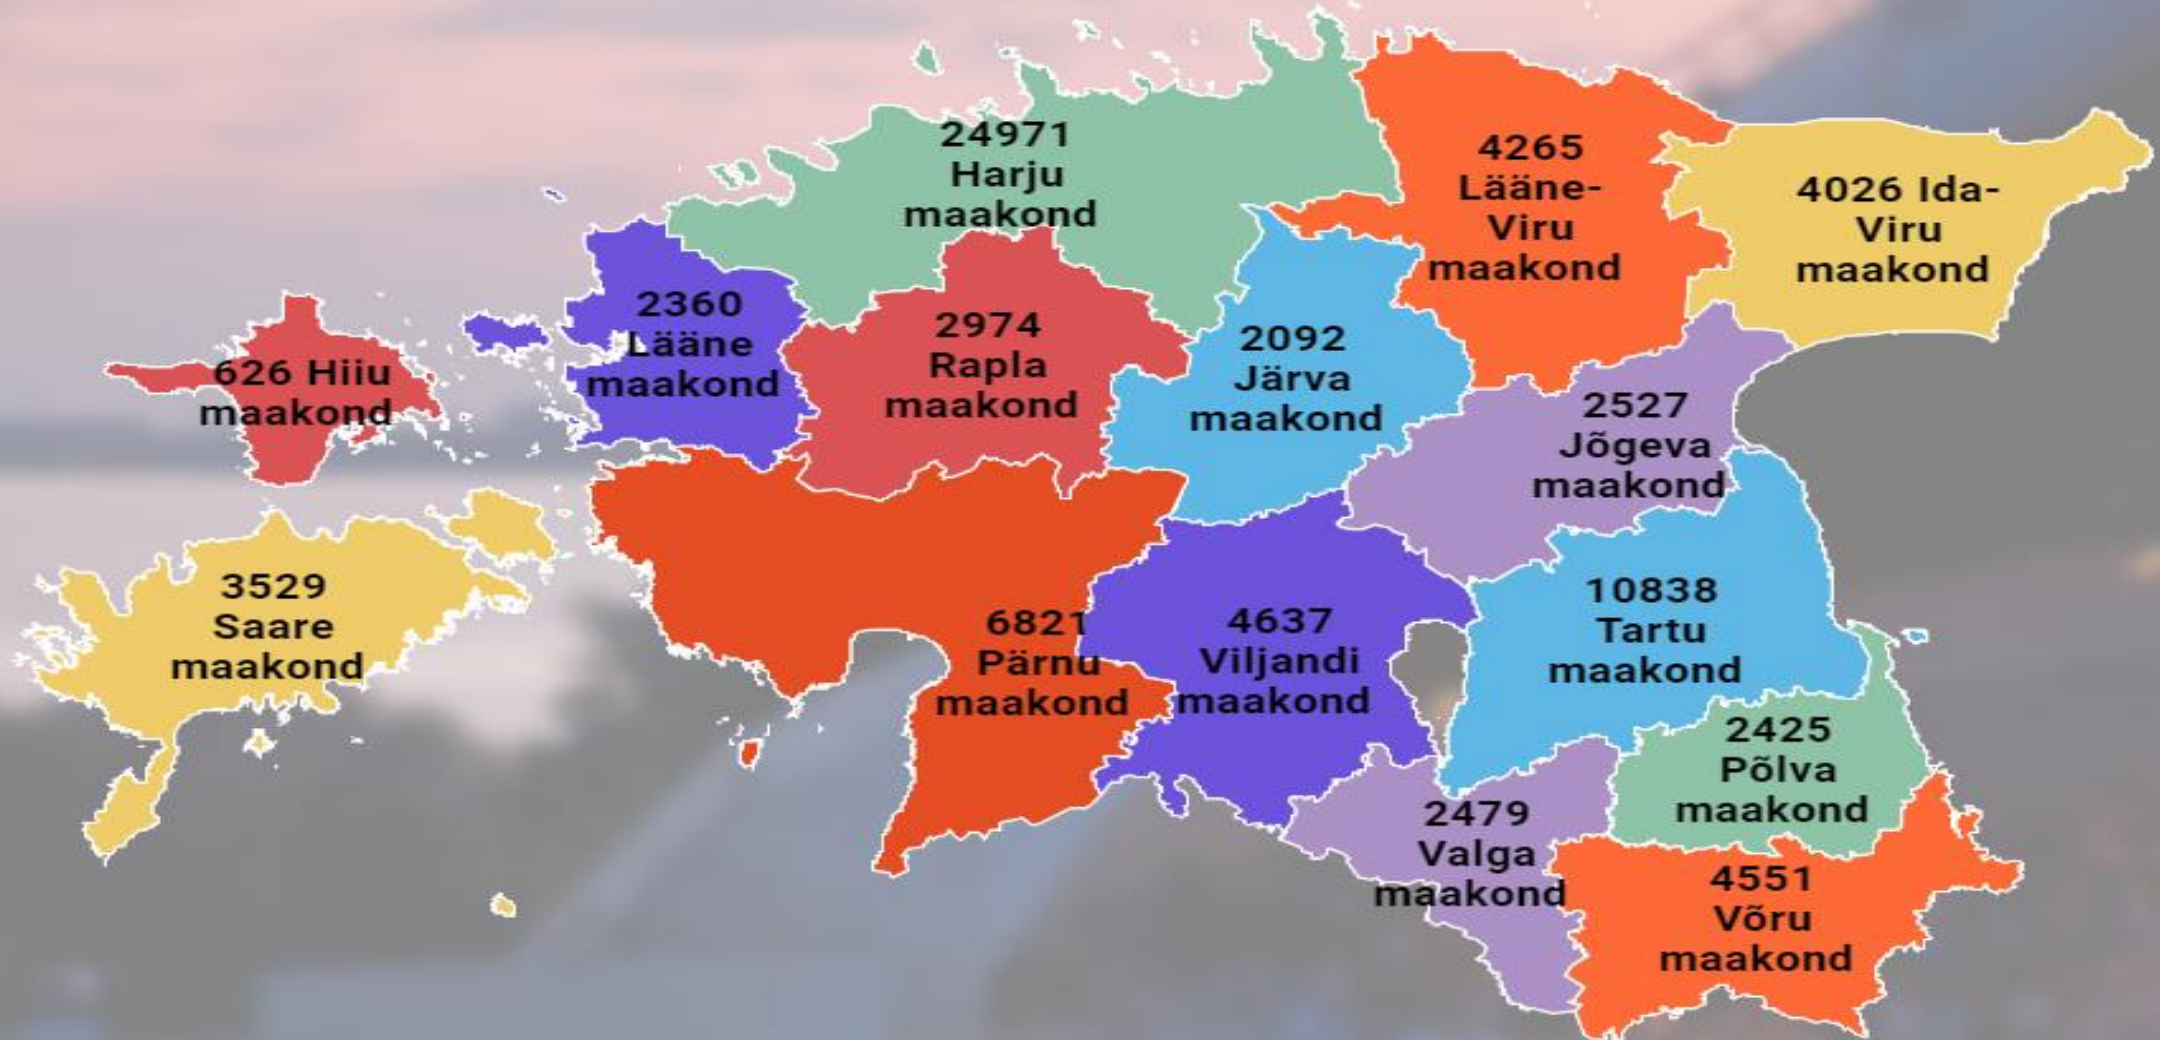 24971
Harju
maakond
4265
Lääne-
Viru
maakond
4026 Ida-
Viru
maakond
2360
Lääne
maakond
2974
Rapla
maakond
2092
Järva
maakond
626 Hiiu
maakond
2527
Jõgeva
maakond
3529
Saare
maakond
6821
Pärnu
maakond
4637
Viljandi
maakond
10838
Tartu
maakond
2425
Põlva
maakond
2479
Valga
maakond
4551
Võru
maakond